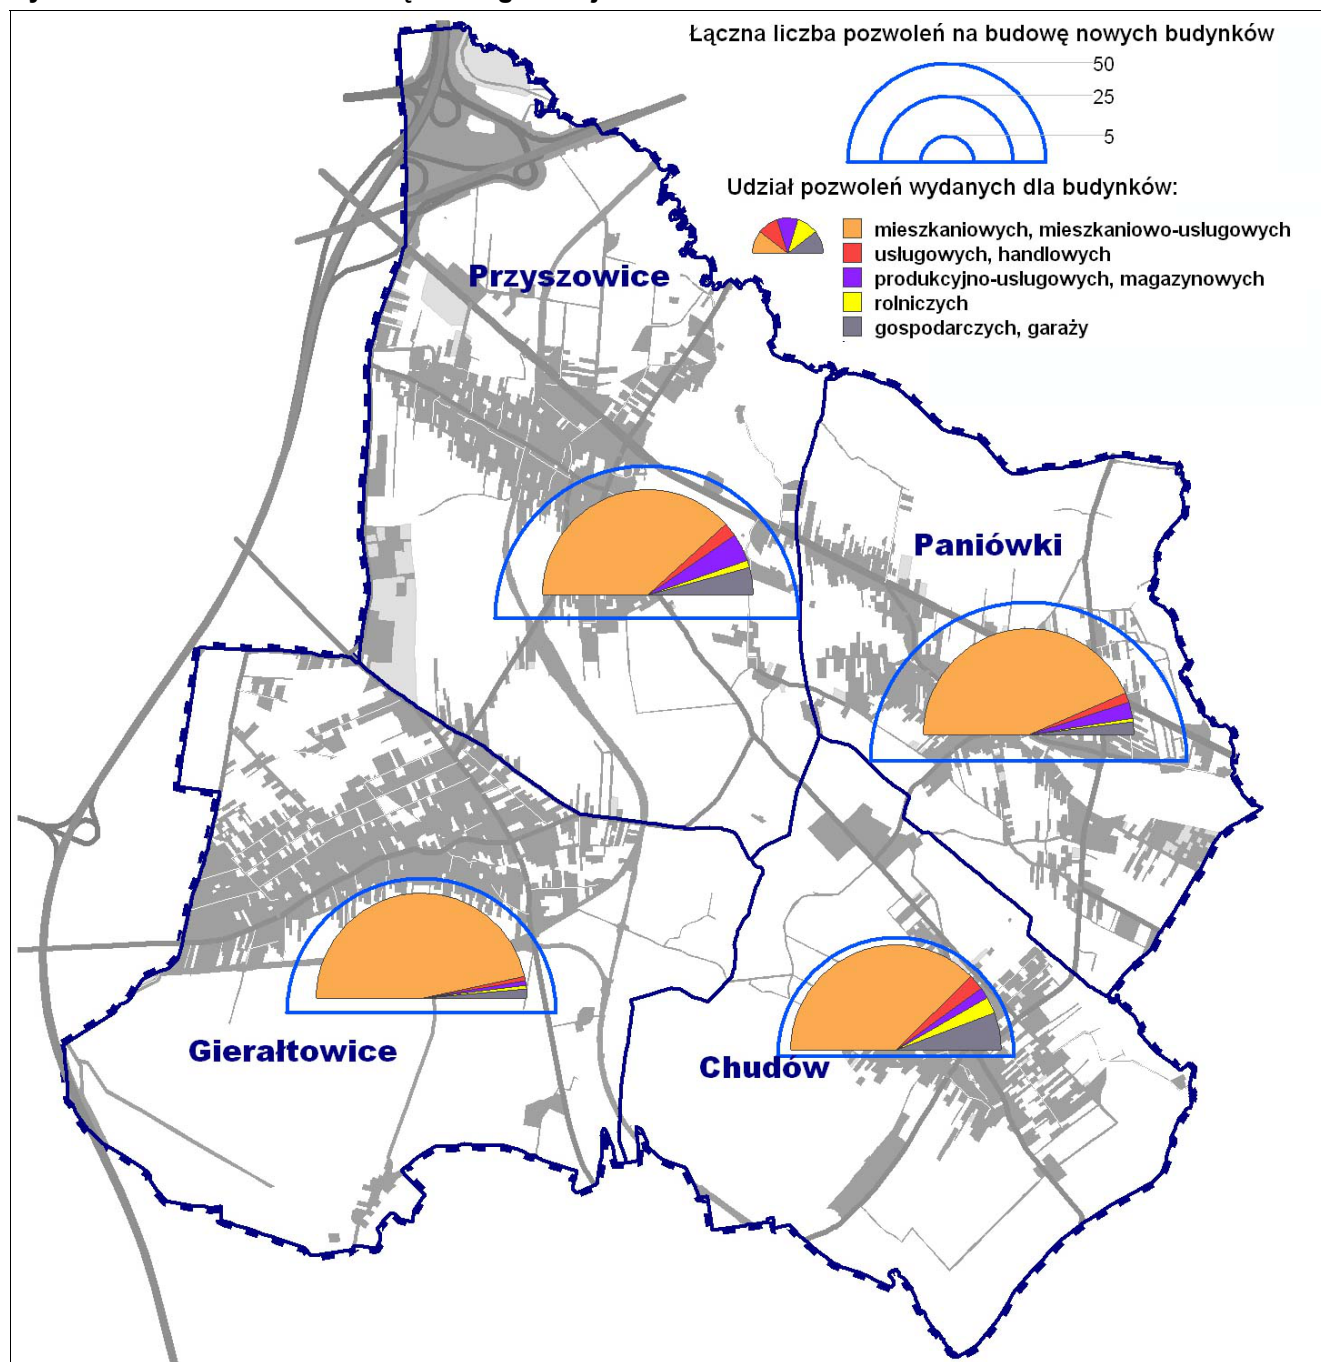 Łączna liczba pozwoleń na budowę nowych budynków
50
25
5
Udział pozwoleń wydanych dla budynków:
mieszkaniowych, mieszkaniowo-usługowych
usługowych, handlowych
produkcyjno-usługowych, magazynowych
rolniczych
gospodarczych, garaży
Przyszowice
Paniówki
Gierałtowice
Chudów